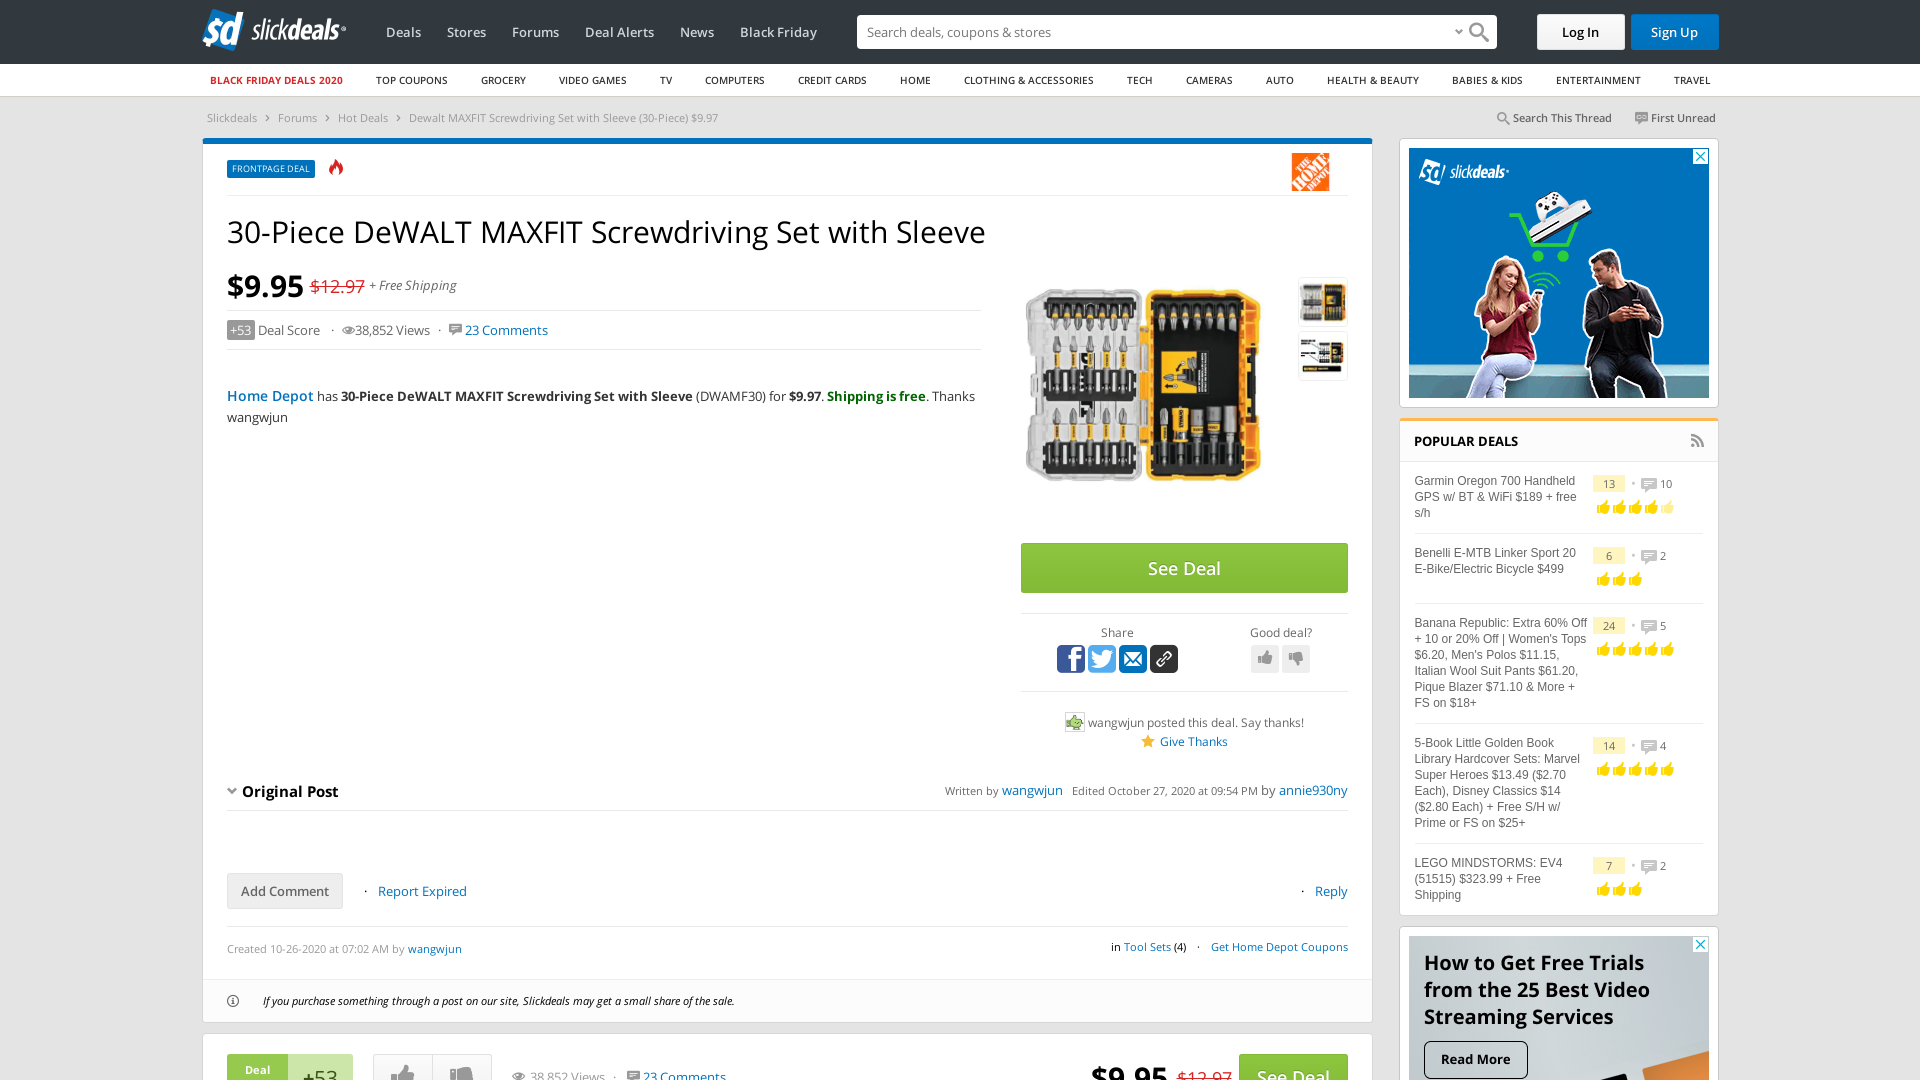 slickdeals
Deals
Stores
Forums
Deal Alerts
News
Black Friday
Search deals, coupons & stores
Log In
Sign Up
BLACK FRIDAY DEALS 2020
TOP COUPONS
GROCERY
VIDEO GAMES
TV
COMPUTERS
CREDIT CARDS
HOME
CLOTHING & ACCESSORIES
TECH
CAMERAS
AUTO
HEALTH & BEAUTY
BABIES & KIDS
ENTERTAINMENT
TRAVEL
Slickdeals > Forums > Hot Deals > Dewalt MAXFIT Screwdriving Set with Sleeve (30-Piece) $9.97
Search This Thread
First Unread
FRONTPAGE DEAL
THE HOME DEPOT
30-Piece DeWALT MAXFIT Screwdriving Set with Sleeve
$9.95 $12.97 + Free Shipping
+53 Deal Score · 38,852 Views · 23 Comments
Home Depot has 30-Piece DeWALT MAXFIT Screwdriving Set with Sleeve (DWAMF30) for $9.97. Shipping is free. Thanks
wangwjun
See Deal
Share
Good deal?
wangwjun posted this deal. Say thanks!
Give Thanks
Original Post
Written by wangwjun Edited October 27, 2020 at 09:54 PM by annie930ny
Add Comment · Report Expired
· Reply
Created 10-26-2020 at 07:02 AM by wangwjun
in Tool Sets (4) · Get Home Depot Coupons
If you purchase something through a post on our site, Slickdeals may get a small share of the sale.
Deal
+53
38,852 Views · 23 Comments
$9.95 $12.97
See Deal
slickdeals
POPULAR DEALS
Garmin Oregon 700 Handheld
GPS w/ BT & WiFi $189 + free
s/h
13 • 10
Benelli E-MTB Linker Sport 20
E-Bike/Electric Bicycle $499
6 • 2
Banana Republic: Extra 60% Off
+ 10 or 20% Off | Women's Tops
$6.20, Men's Polos $11.15,
Italian Wool Suit Pants $61.20,
Pique Blazer $71.10 & More +
FS on $18+
24 • 5
5-Book Little Golden Book
Library Hardcover Sets: Marvel
Super Heroes $13.49 ($2.70
Each), Disney Classics $14
($2.80 Each) + Free S/H w/
Prime or FS on $25+
14 • 4
LEGO MINDSTORMS: EV4
(51515) $323.99 + Free
Shipping
7 • 2
How to Get Free Trials
from the 25 Best Video
Streaming Services
Read More